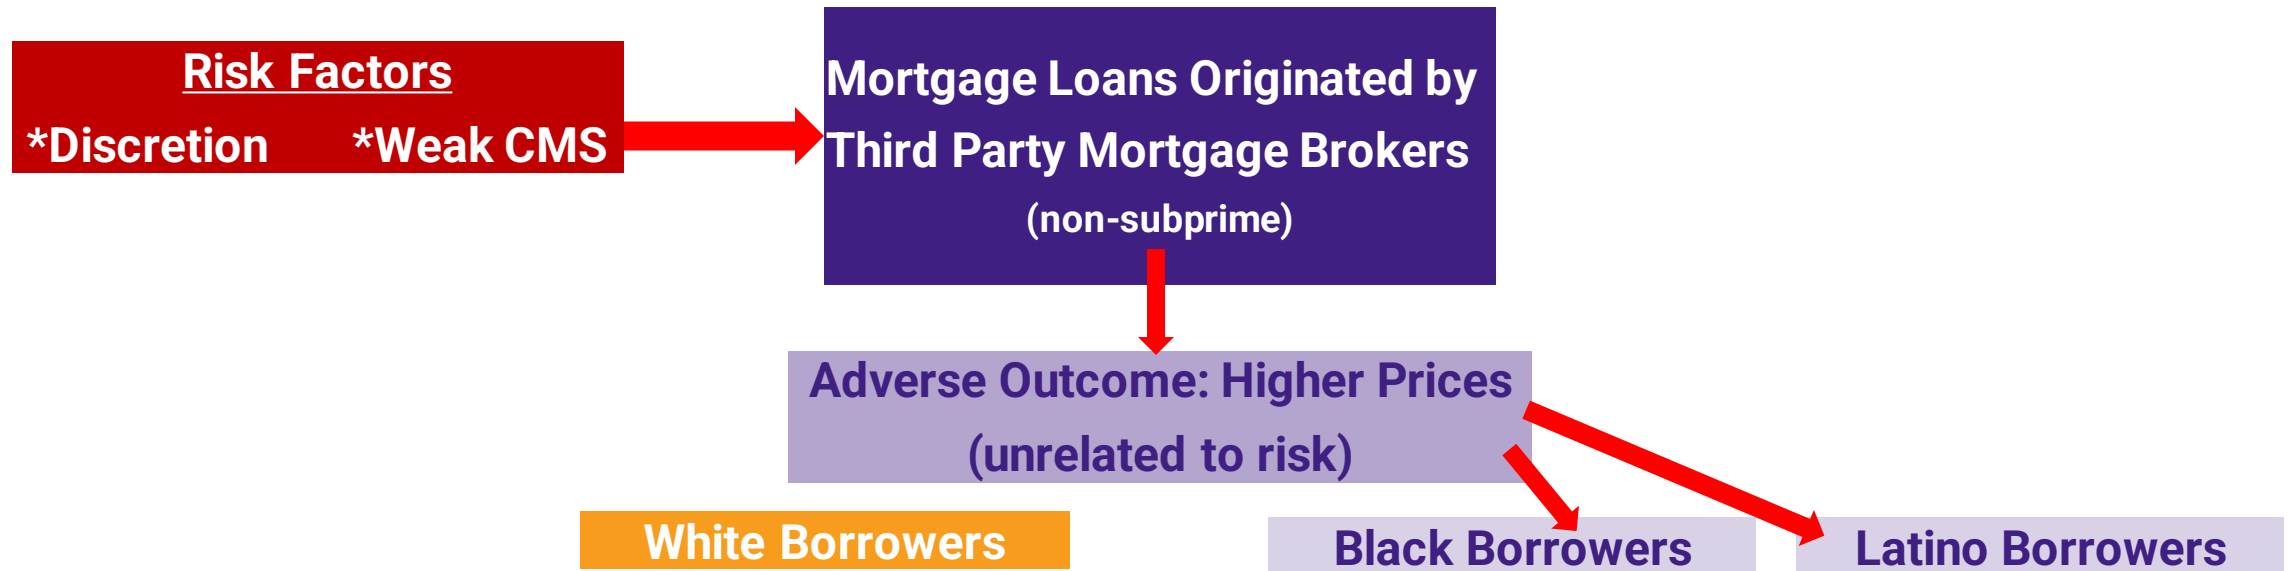 Risk Factors
*Discretion *Weak CMS
Mortgage Loans Originated by
Third Party Mortgage Brokers
(non-subprime)
Adverse Outcome: Higher Prices
(unrelated to risk)
White Borrowers
Black Borrowers
Latino Borrowers